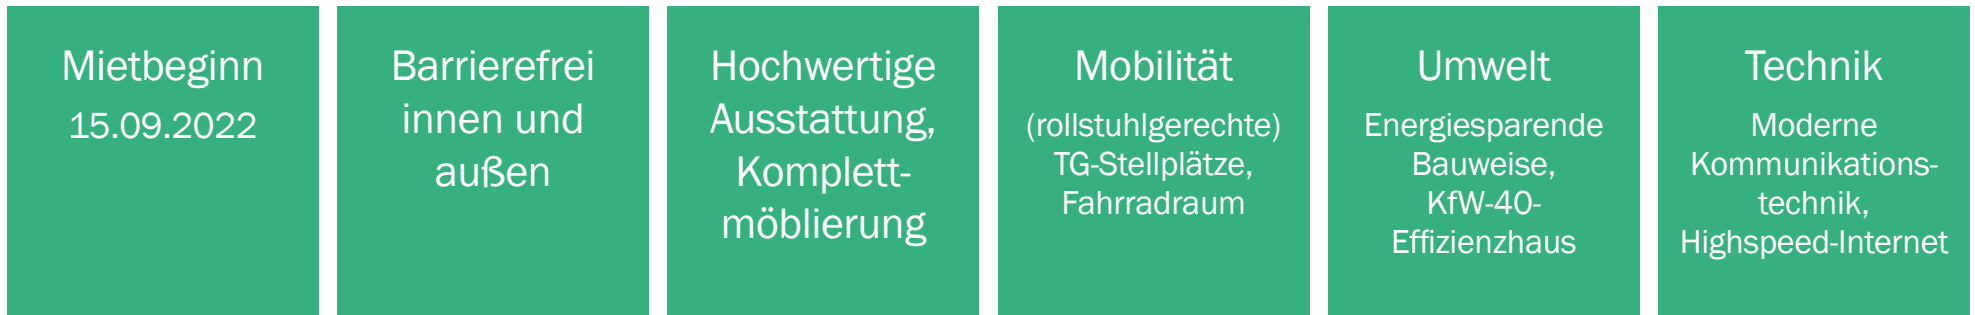 Mietbeginn
15.09.2022
Barrierefrei
innen und
außen
Hochwertige
Ausstattung,
Komplett-
möblierung
Mobilität
(rollstuhlgerechte)
TG-Stellplätze,
Fahrradraum
Umwelt
Energiesparende
Bauweise,
KfW-40-
Effizienzhaus
Technik
Moderne
Kommunikations-
technik,
Highspeed-Internet